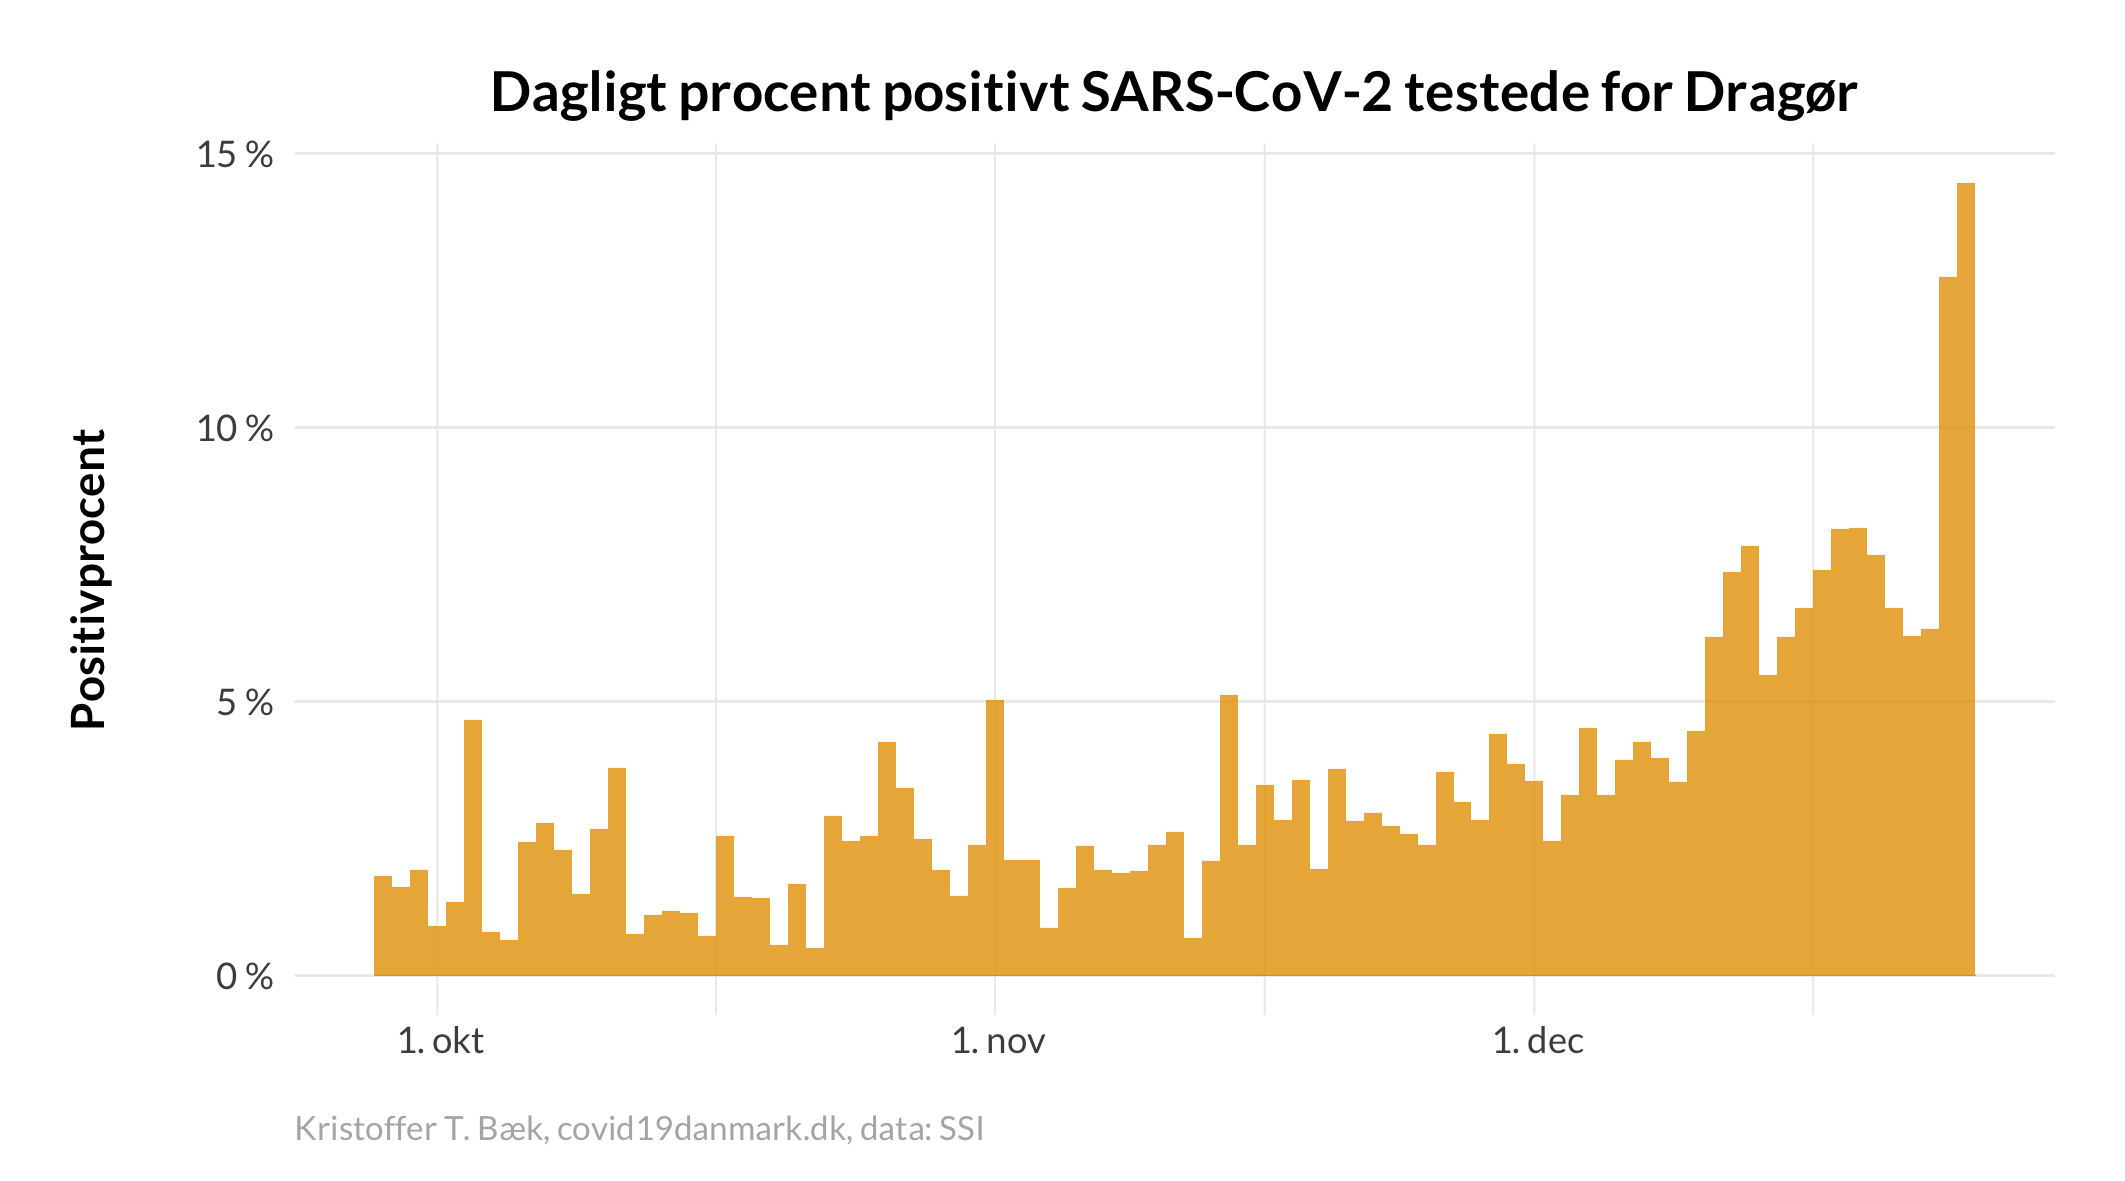 Dagligt procent positivt SARS-CoV-2 testede for Dragør
15 %
10 %
5 %
0 %
Positivprocent
1. okt
1. nov
1. dec
Kristoffer T. Bæk, covid19danmark.dk, data: SSI